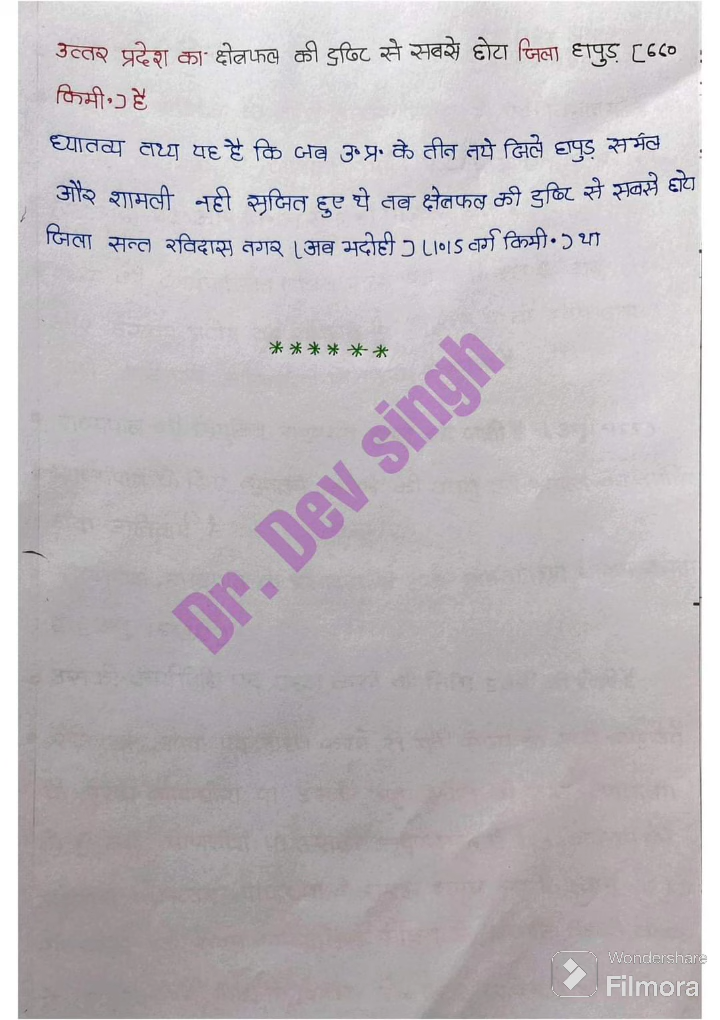 उत्तर प्रदेश का क्षेत्रफल की दृष्टि से सबसे छोटा जिला हापुड़ [660
किमी॰) है
ध्यातव्य तथ्य यह है कि जब उ॰प्र॰ के तीन नये जिले हापुड़ सम्भल
और शामली नही सृजित हुए थे तब क्षेत्रफल की दृष्टि से सबसे छोटा
जिला सन्त रविदास नगर (अब भदोही) (1015 वर्ग किमी॰) था
******
Dr. Dev singh
Wondershare
Filmora